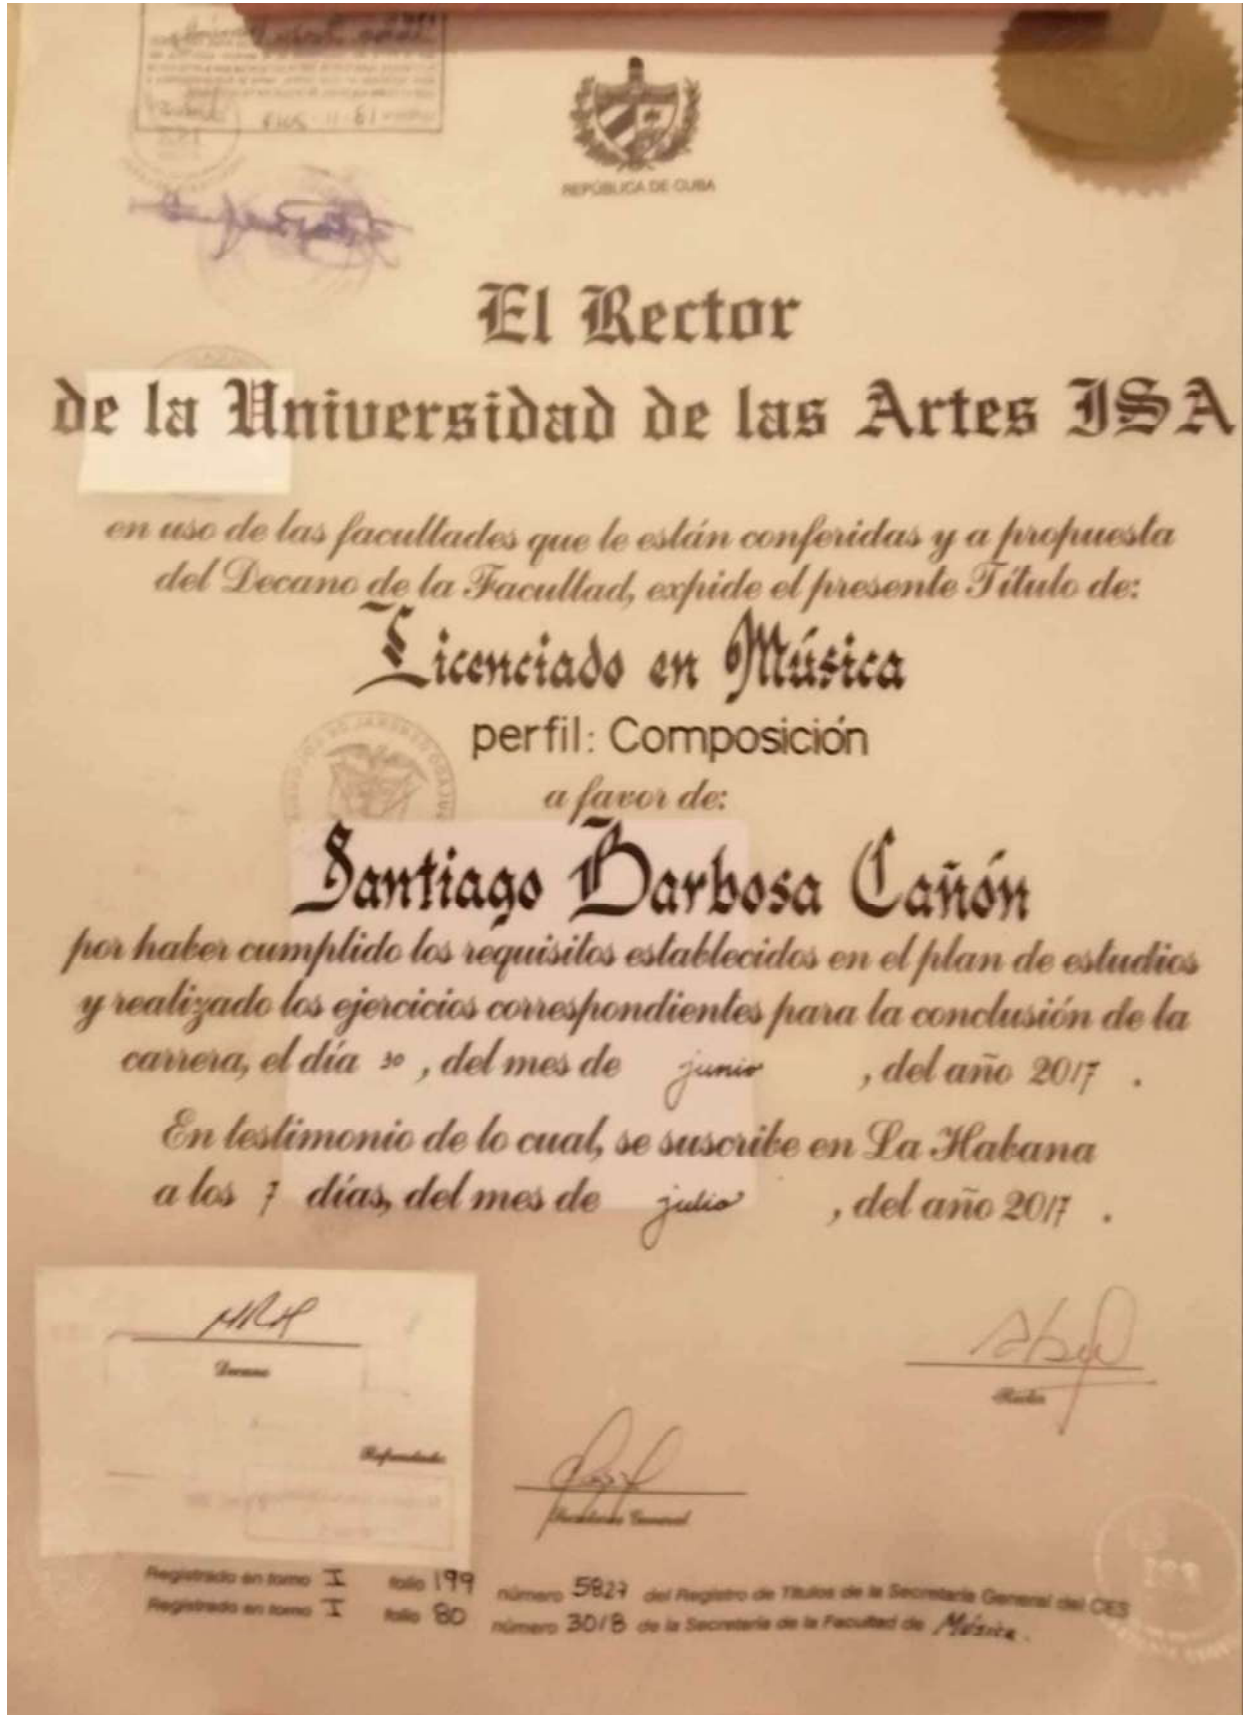 REPÚBLICA DE CUBA
El Rector
de la Universidad de las Artes ISA
en uso de las facultades que le están conferidas y a propuesta
del Decano de la Facultad, expide el presente Título de:
Licenciado en Música
perfil: Composición
a favor de:
Santiago Barbosa Cañón
por haber cumplido los requisitos establecidos en el plan de estudios
y realizado los ejercicios correspondientes para la conclusión de la
carrera, el día 30, del mes de junio, del año 2017.
En testimonio de lo cual, se suscribe en La Habana
a los 7 días, del mes de julio, del año 2017.
Decano
Rector
Refrendado:
Secretario General
Registrado en tomo I folio 199 número 5827 del Registro de Títulos de la Secretaría General del CES
Registrado en tomo I folio 80 número 3018 de la Secretaría de la Facultad de Música.